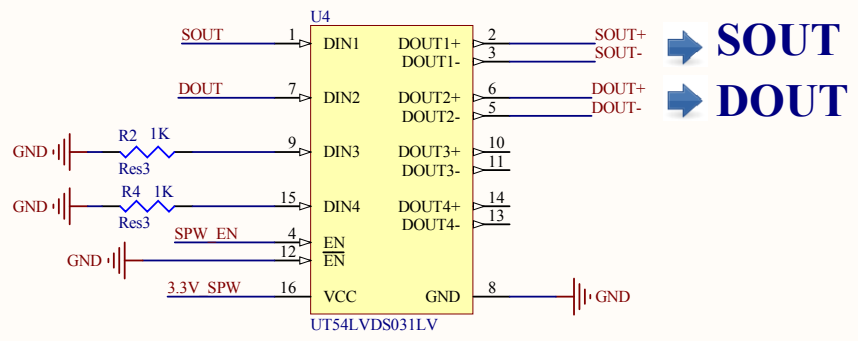 U4
SOUT 1 DIN1 DOUT1+ 2 SOUT+ SOUT
DOUT1- 3 SOUT-
DOUT 7 DIN2 DOUT2+ 6 DOUT+ DOUT
DOUT2- 5 DOUT-
GND R2 1K Res3 9 DIN3 DOUT3+ 10
DOUT3- 11
GND R4 1K Res3 15 DIN4 DOUT4+ 14
DOUT4- 13
SPW_EN 4 EN
GND 12 EN
3.3V_SPW 16 VCC GND 8 GND
UT54LVDS031LV